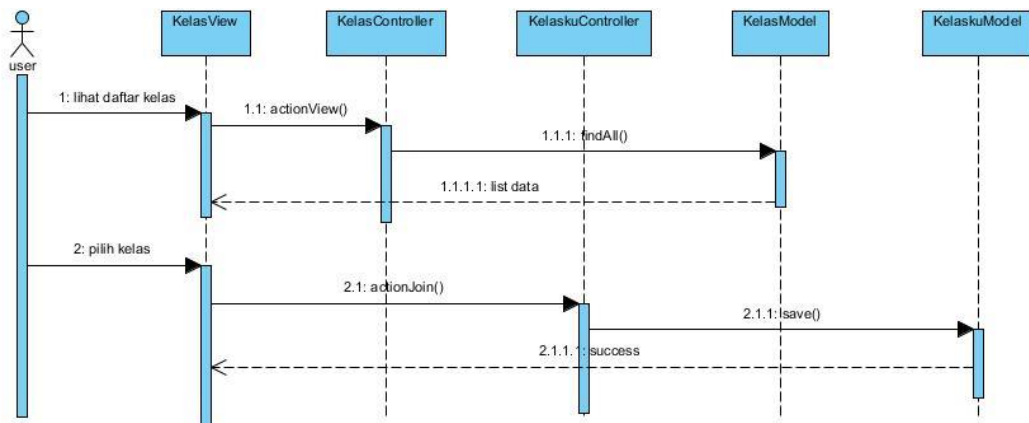 KelasView
KelasController
KelaskuController
KelasModel
KelaskuModel
user
1: lihat daftar kelas
1.1: actionView()
1.1.1: findAll()
1.1.1.1: list data
2: pilih kelas
2.1: actionJoin()
2.1.1: save()
2.1.1.1: success